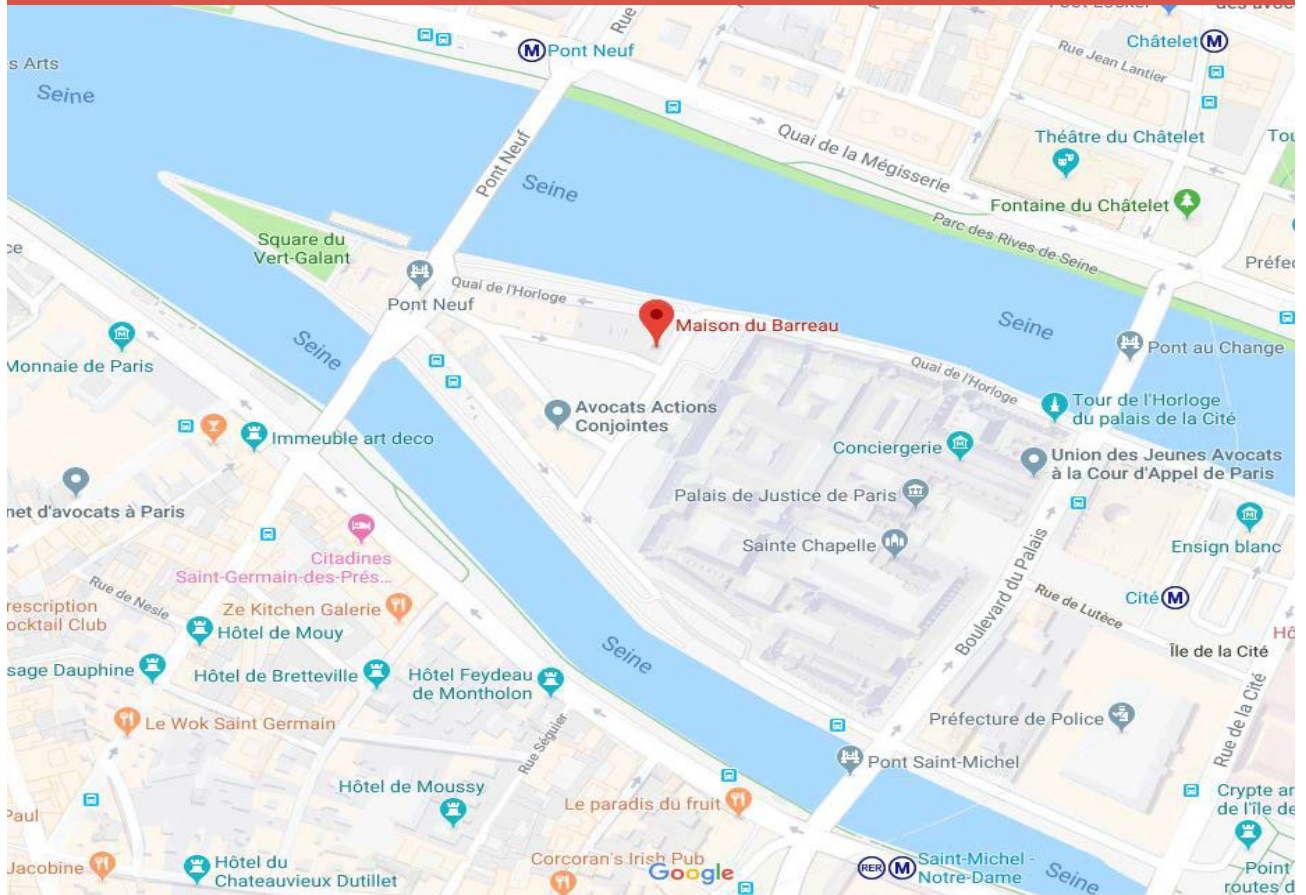 des avoc
Châtelet
M
Rue Jean Lantier
Rue
M
Pont Neuf
s Arts
Seine
Quai de la Mégisserie
Théâtre du Châtelet
Tou
Pont Neuf
Seine
Fontaine du Châtelet
Parc des Rives de Seine
Square du
Vert-Galant
Préfec
ce
Quai de l'Horloge
Pont Neuf
Maison du Barreau
Seine
Pont au Change
Seine
Monnaie de Paris
Quai de l'Horloge
Avocats Actions
Conjointes
Tour de l'Horloge
du palais de la Cité
Immeuble art deco
Conciergerie
Union des Jeunes Avocats
à la Cour d'Appel de Paris
Palais de Justice de Paris
net d'avocats à Paris
Sainte Chapelle
Ensign blanc
Citadines
Saint-Germain-des-Prés...
Boulevard du Palais
Rue de Lutèce
Cité
M
Rue de Nesle
rescription
ocktail Club
Ze Kitchen Galerie
Hôtel de Mouy
Hô
Île de la Cité
Seine
sage Dauphine
Hôtel de Bretteville
Hôtel Feydeau
de Montholon
Le Wok Saint Germain
Préfecture de Police
Rue de la Cité
Rue Séguier
Pont Saint-Michel
Hôtel de Moussy
Le paradis du fruit
Crypte ar
de l'île de
Paul
Jacobine
Hôtel du
Chateauvieux Dutillet
Corcoran's Irish Pub
Google
RER
M
Saint-Michel -
Notre-Dame
Seine
Point
routes d